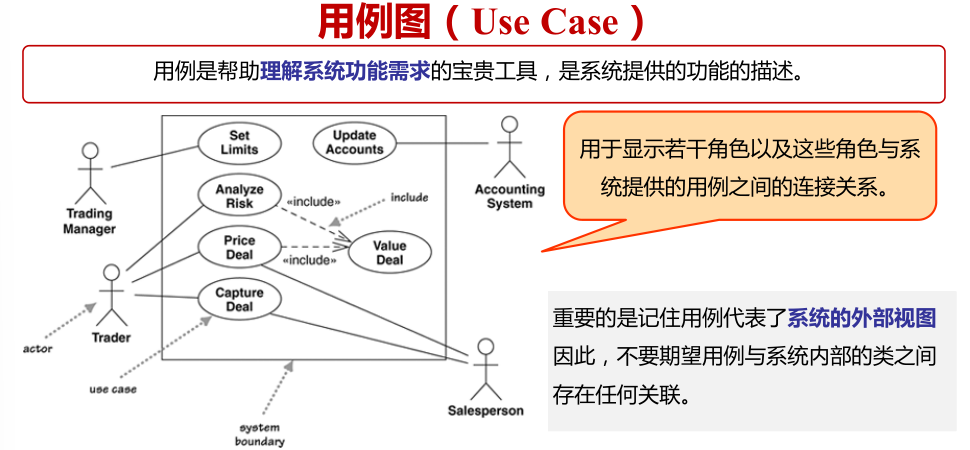 用例图（Use Case）
用例是帮助理解系统功能需求的宝贵工具，是系统提供的功能的描述。
Set
Limits
Update
Accounts
Trading
Manager
Accounting
System
Analyze
Risk
«include»
include
Price
Deal
«include»
Value
Deal
Capture
Deal
Trader
actor
use case
system
boundary
Salesperson
用于显示若干角色以及这些角色与系
统提供的用例之间的连接关系。
重要的是记住用例代表了系统的外部视图
因此，不要期望用例与系统内部的类之间
存在任何关联。